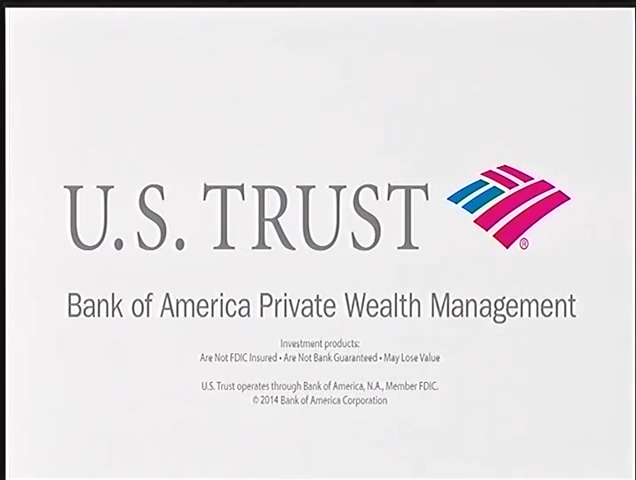 U.S. TRUST ®
Bank of America Private Wealth Management
Investment products:
Are Not FDIC Insured • Are Not Bank Guaranteed • May Lose Value
U.S. Trust operates through Bank of America, N.A., Member FDIC.
© 2014 Bank of America Corporation